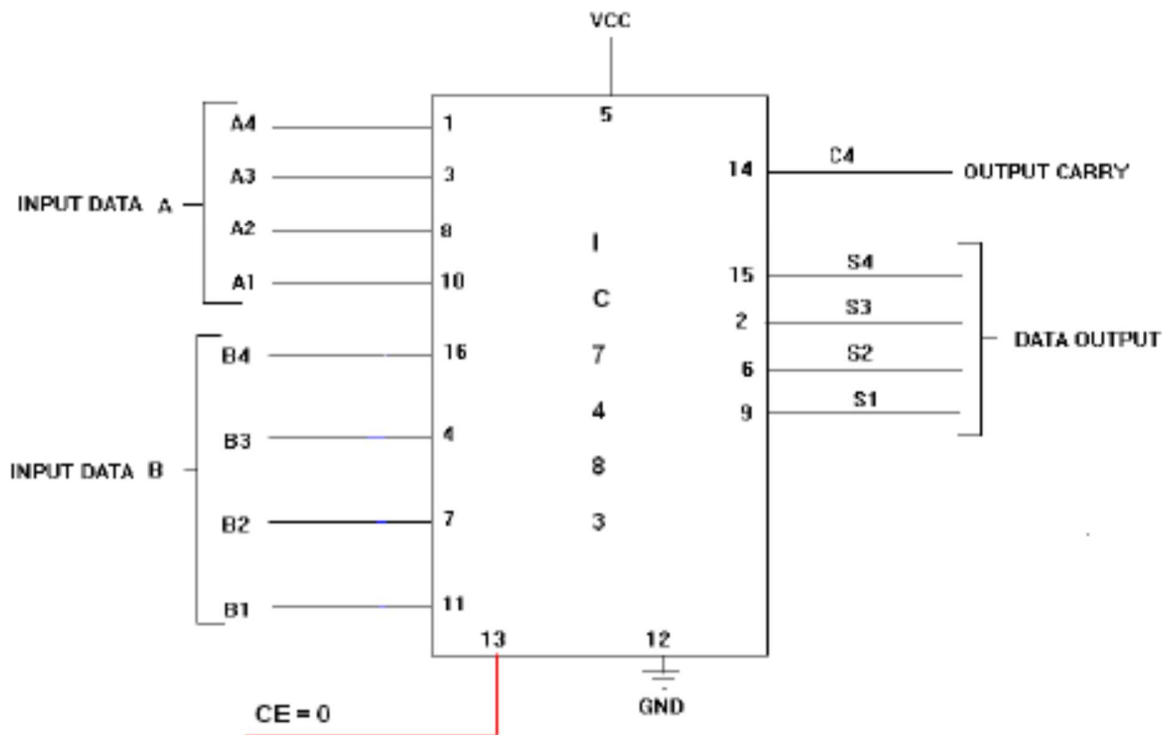 VCC
5
INPUT DATA A
A4 1
A3 3
A2 8
A1 10
INPUT DATA B
B4 16
B3 4
B2 7
B1 11
I
C
7
4
8
3
14 C4 OUTPUT CARRY
15 S4
2 S3
6 S2
9 S1
DATA OUTPUT
13
12
CE = 0
GND